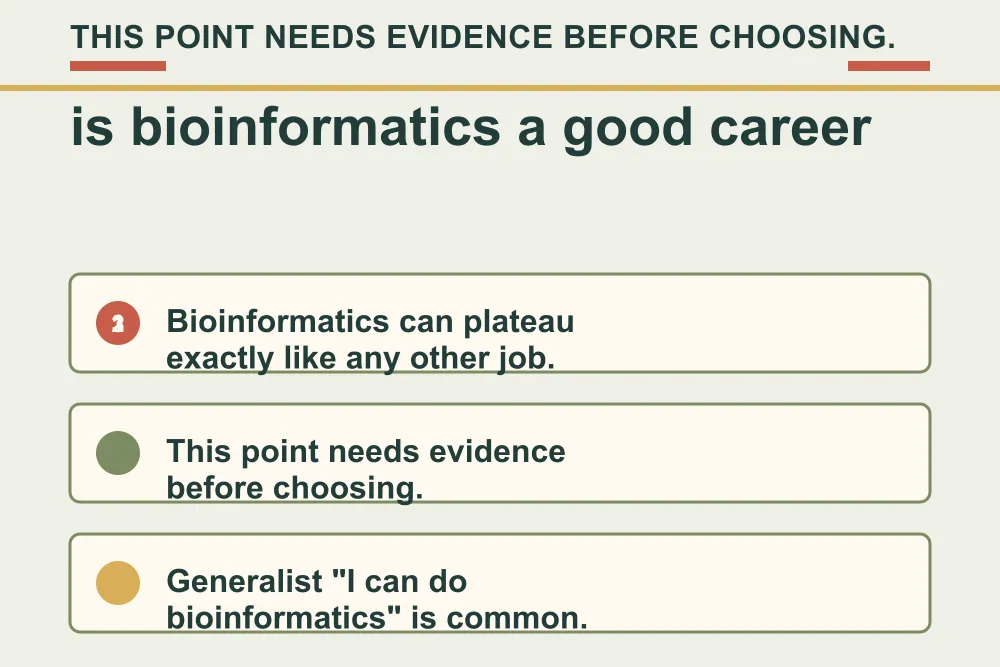 THIS POINT NEEDS EVIDENCE BEFORE CHOOSING.
is bioinformatics a good career
Bioinformatics can plateau
exactly like any other job.
This point needs evidence
before choosing.
Generalist "I can do
bioinformatics" is common.